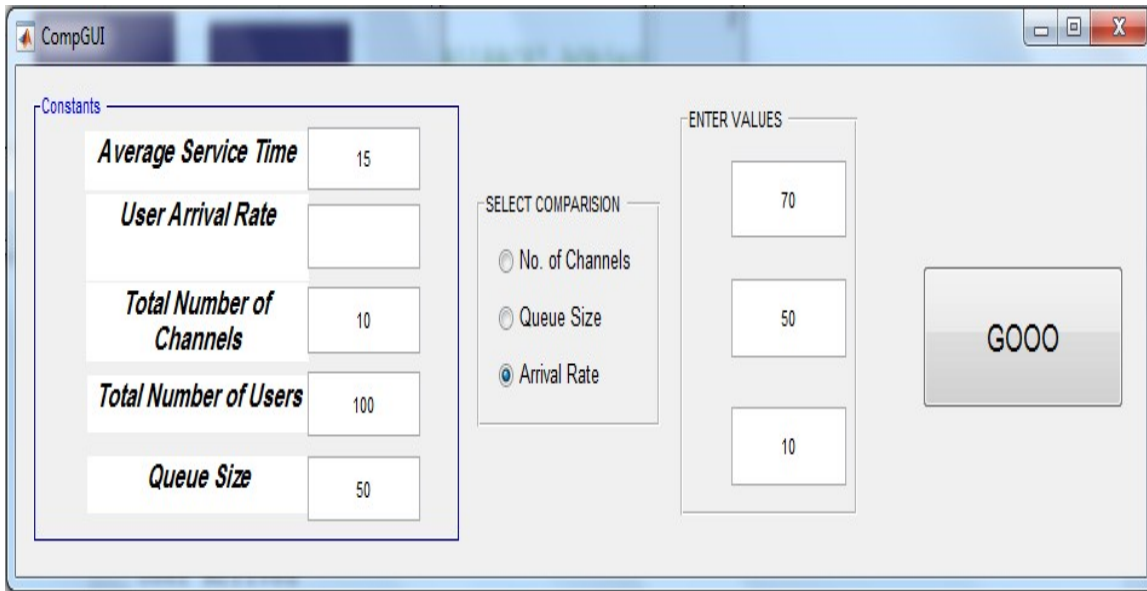 CompGUI
Constants
Average Service Time
15
User Arrival Rate
Total Number of
Channels
10
Total Number of Users
100
Queue Size
50
SELECT COMPARISION
No. of Channels
Queue Size
Arrival Rate
ENTER VALUES
70
50
10
GOOO